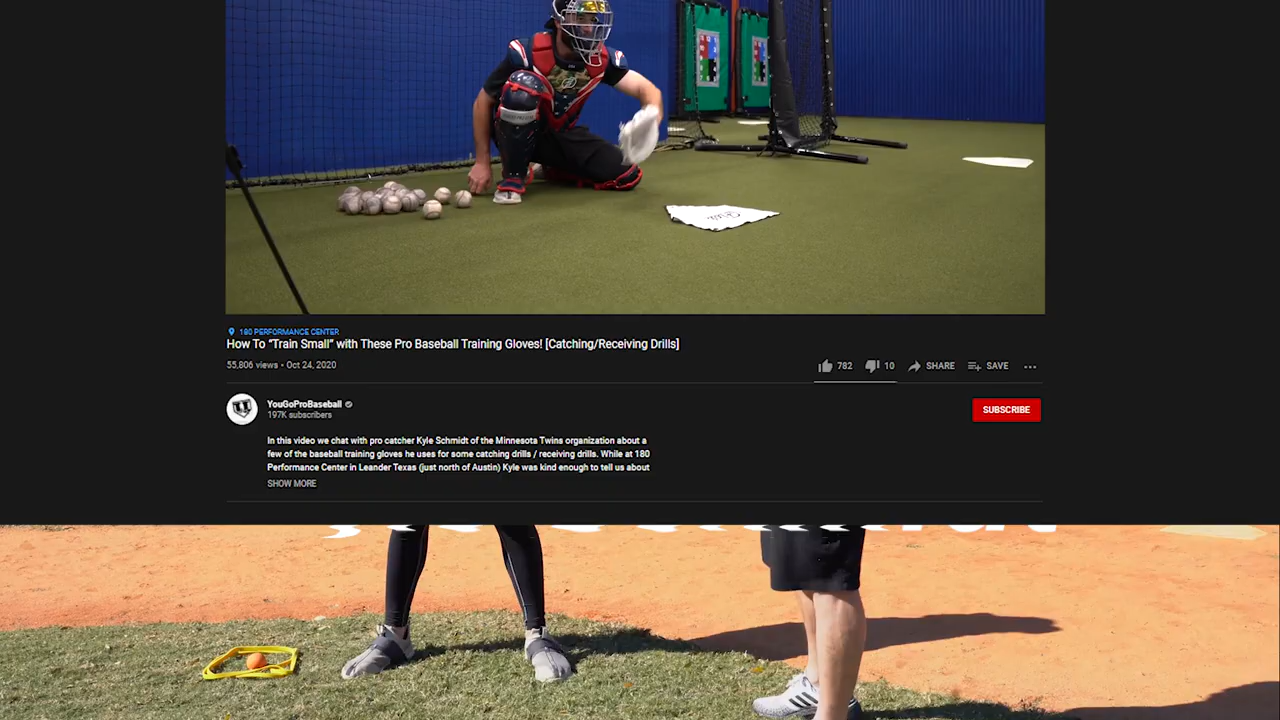 180 PERFORMANCE CENTER
How To “Train Small” with These Pro Baseball Training Gloves! [Catching/Receiving Drills]
55,806 views • Oct 24, 2020
782
10
SHARE
SAVE
YouGoProBaseball
197K subscribers
SUBSCRIBE
In this video we chat with pro catcher Kyle Schmidt of the Minnesota Twins organization about a
few of the baseball training gloves he uses for some catching drills / receiving drills. While at 180
Performance Center in Leander Texas (just north of Austin) Kyle was kind enough to tell us about
SHOW MORE